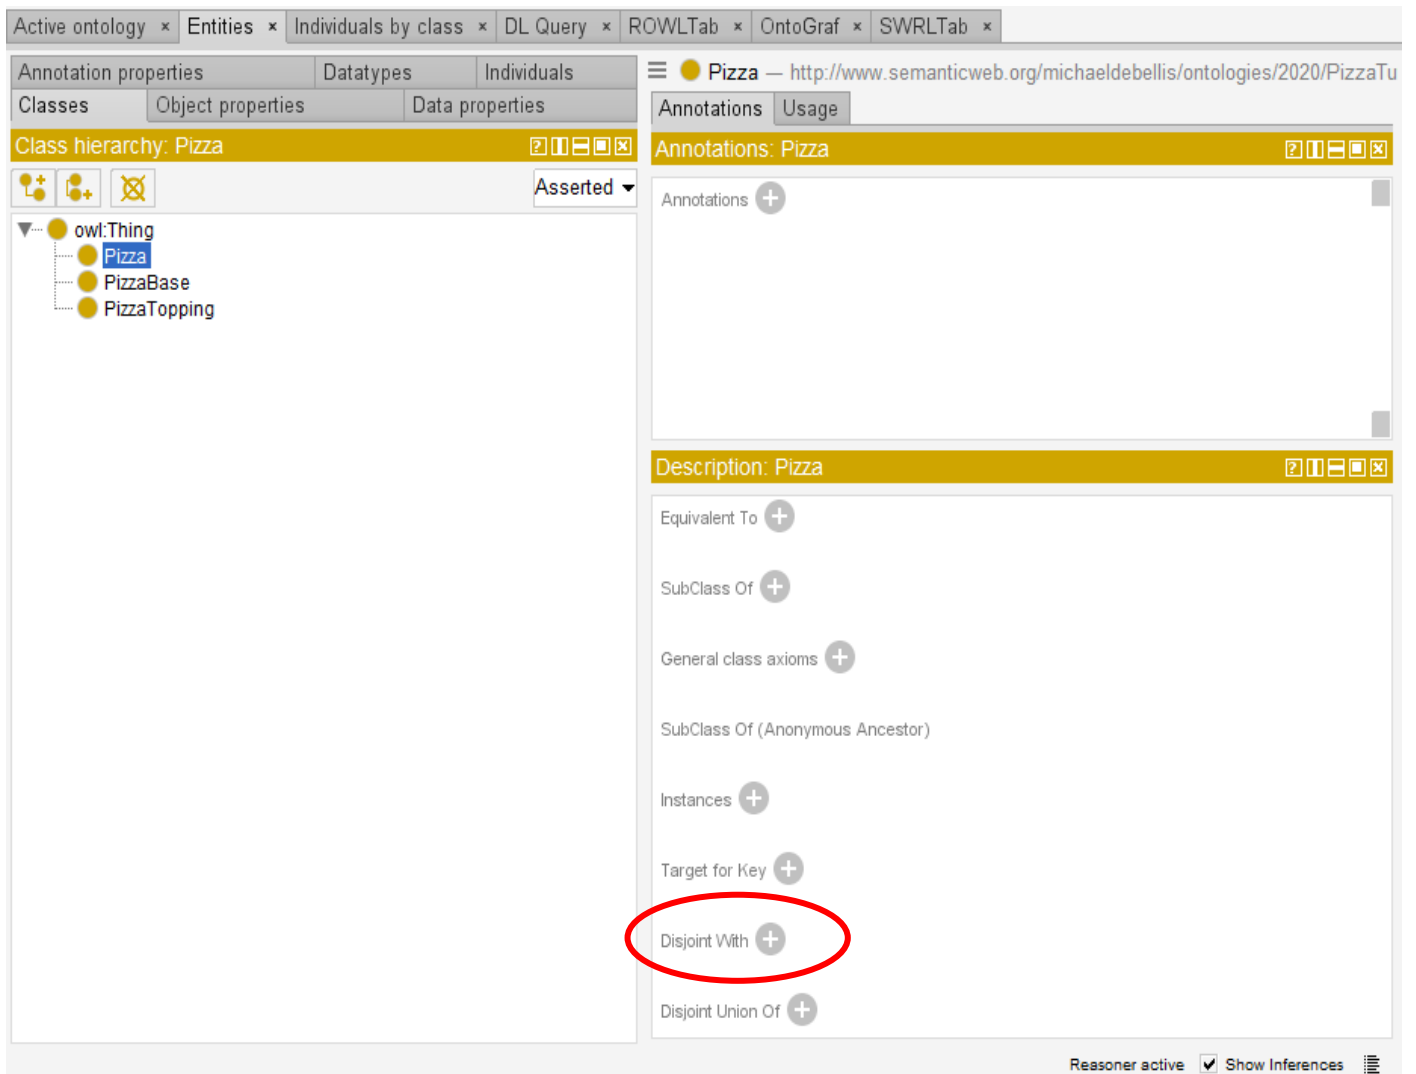 Active ontology × Entities × Individuals by class × DL Query × ROWLTab × OntoGraf × SWRLTab ×
Annotation properties Datatypes Individuals
Classes Object properties Data properties
Class hierarchy: Pizza
Asserted
owl:Thing
Pizza
PizzaBase
PizzaTopping
Pizza — http://www.semanticweb.org/michaeldebellis/ontologies/2020/PizzaTu
Annotations Usage
Annotations: Pizza
Annotations
Description: Pizza
Equivalent To
SubClass Of
General class axioms
SubClass Of (Anonymous Ancestor)
Instances
Target for Key
Disjoint With
Disjoint Union Of
Reasoner active Show Inferences